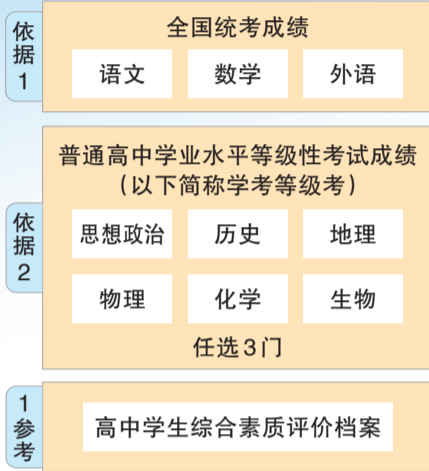 依据1
全国统考成绩
语文 数学 外语
依据2
普通高中学业水平等级性考试成绩
（以下简称学考等级考）
思想政治 历史 地理
物理 化学 生物
任选3门
1参考
高中学生综合素质评价档案